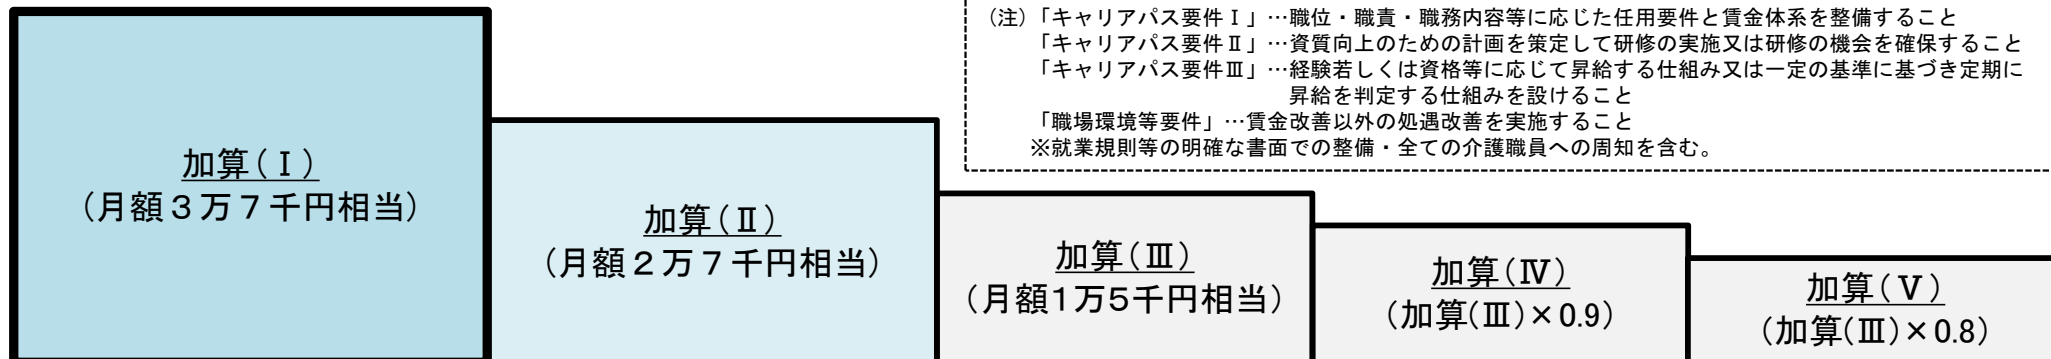 (注)「キャリアパス要件Ⅰ」…職位・職責・職務内容等に応じた任用要件と賃金体系を整備すること
「キャリアパス要件Ⅱ」…資質向上のための計画を策定して研修の実施又は研修の機会を確保すること
「キャリアパス要件Ⅲ」…経験若しくは資格等に応じて昇給する仕組み又は一定の基準に基づき定期に
昇給を判定する仕組みを設けること
「職場環境等要件」…賃金改善以外の処遇改善を実施すること
※就業規則等の明確な書面での整備・全ての介護職員への周知を含む。
加算(Ⅰ)
(月額3万7千円相当)
加算(Ⅱ)
(月額2万7千円相当)
加算(Ⅲ)
(月額1万5千円相当)
加算(Ⅳ)
(加算(Ⅲ)×0.9)
加算(Ⅴ)
(加算(Ⅲ)×0.8)